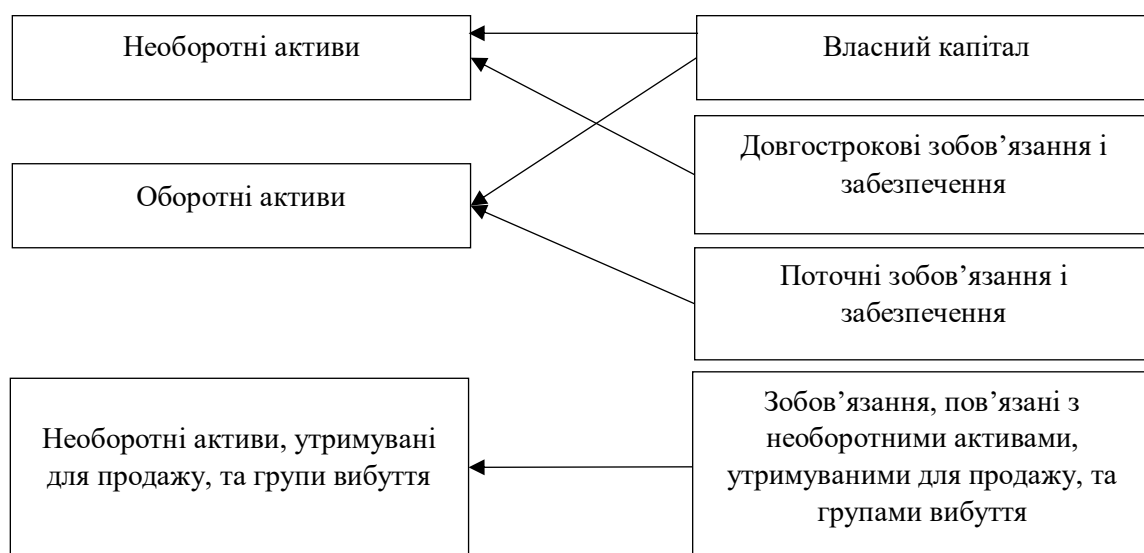 Необоротні активи
Власний капітал
Довгострокові зобов’язання і
забезпечення
Оборотні активи
Поточні зобов’язання і
забезпечення
Необоротні активи, утримувані
для продажу, та групи вибуття
Зобов’язання, пов’язані з
необоротними активами,
утримуваними для продажу, та
групами вибуття